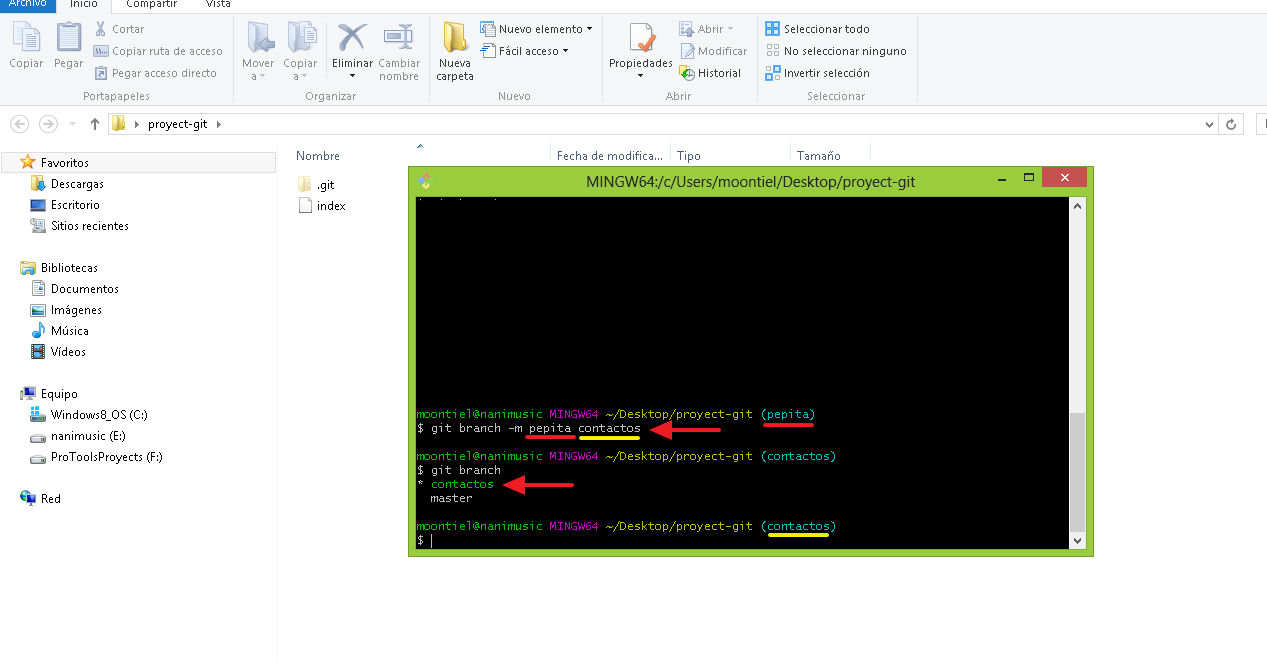 Archivo Inicio Compartir Vista
Copiar
Pegar
Cortar
Copiar ruta de acceso
Pegar acceso directo
Portapapeles
Mover a
Copiar a
Eliminar
Cambiar nombre
Organizar
Nueva carpeta
Nuevo elemento
Fácil acceso
Nuevo
Propiedades
Abrir
Modificar
Historial
Abrir
Seleccionar todo
No seleccionar ninguno
Invertir selección
Seleccionar
proyect-git
Favoritos
Descargas
Escritorio
Sitios recientes
Bibliotecas
Documentos
Imágenes
Música
Vídeos
Equipo
Windows8_OS (C:)
nanimusic (E:)
ProToolsProyects (F:)
Red
Nombre Fecha de modifica... Tipo Tamaño
.git
index
MINGW64:/c/Users/moontiel/Desktop/proyect-git
moontiel@nanimusic MINGW64 ~/Desktop/proyect-git (pepita)
$ git branch -m pepita contactos
moontiel@nanimusic MINGW64 ~/Desktop/proyect-git (contactos)
$ git branch
* contactos
master
moontiel@nanimusic MINGW64 ~/Desktop/proyect-git (contactos)
$